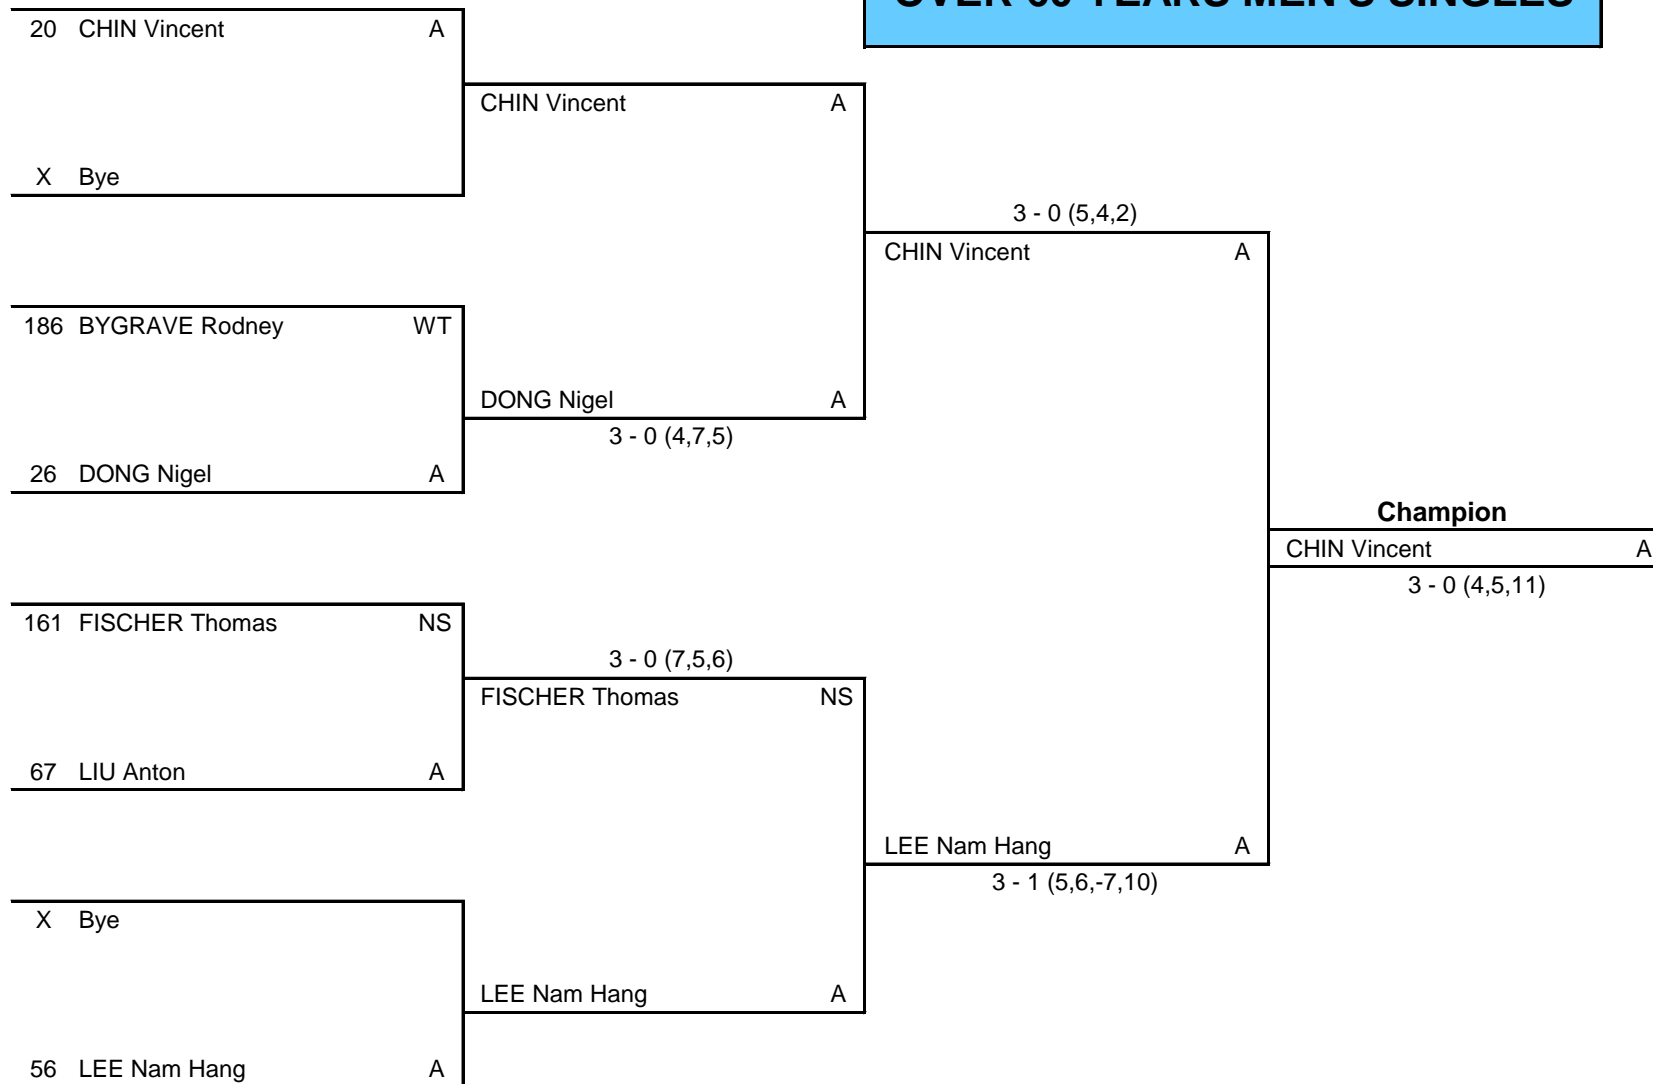 OVER YEARS MEN'S SINGLES
20 CHIN Vincent A
CHIN Vincent A
X Bye
3 - 0 (5,4,2)
CHIN Vincent A
186 BYGRAVE Rodney WT
DONG Nigel A
3 - 0 (4,7,5)
26 DONG Nigel A
Champion
CHIN Vincent A
3 - 0 (4,5,11)
161 FISCHER Thomas NS
3 - 0 (7,5,6)
FISCHER Thomas NS
67 LIU Anton A
LEE Nam Hang A
3 - 1 (5,6,-7,10)
X Bye
LEE Nam Hang A
56 LEE Nam Hang A